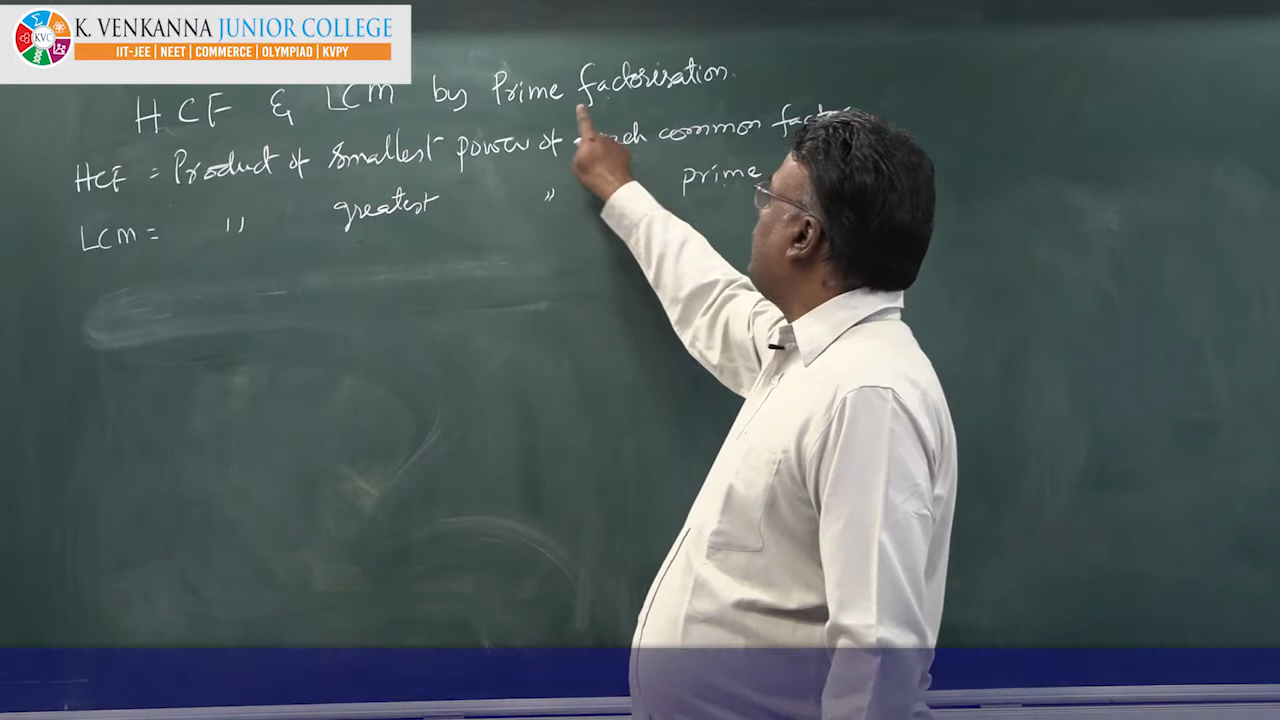 K. VENKANNA JUNIOR COLLEGE
IIT-JEE | NEET | COMMERCE | OLYMPIAD | KVPY
KVC
HCF & LCM by Prime factorisation.
HCF = Product of smallest power of each common
LCM = " greatest " prime